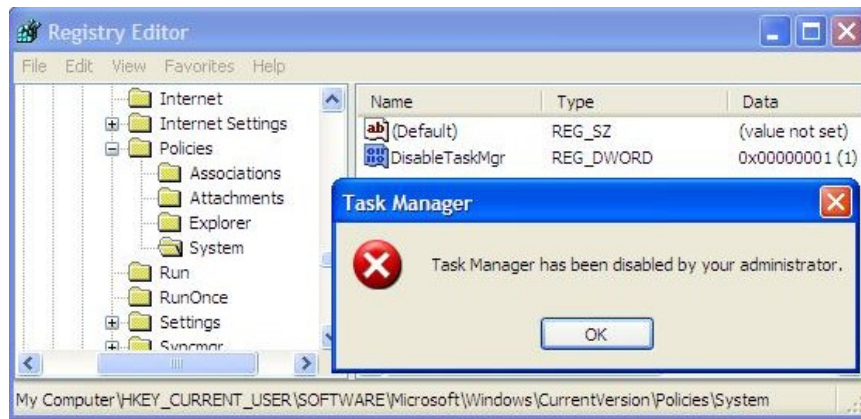 Registry Editor
File Edit View Favorites Help
Internet
Internet Settings
Policies
Associations
Attachments
Explorer
System
Run
RunOnce
Settings
Syncmgr
Name Type Data
ab (Default) REG_SZ (value not set)
DisableTaskMgr REG_DWORD 0x00000001 (1)
Task Manager
Task Manager has been disabled by your administrator.
OK
My Computer\HKEY_CURRENT_USER\SOFTWARE\Microsoft\Windows\CurrentVersion\Policies\System